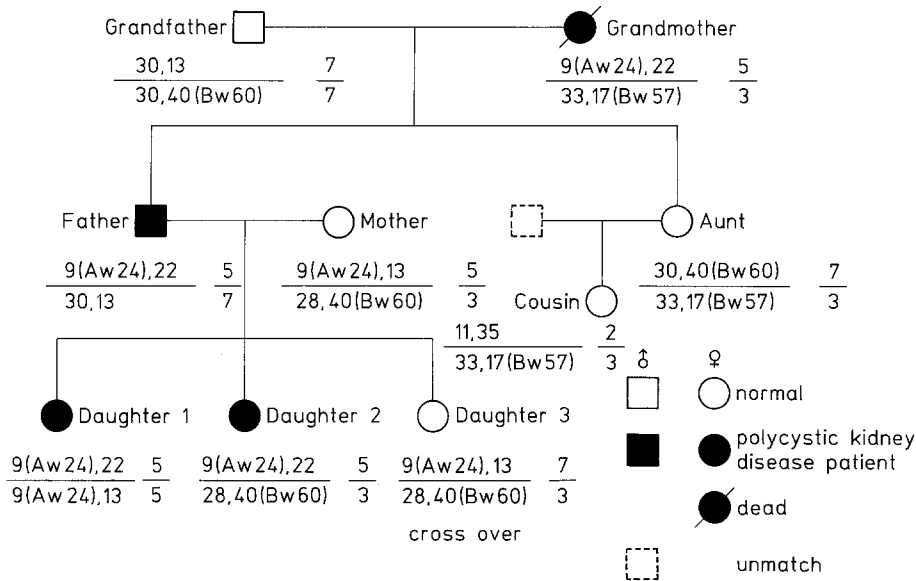 Grandfather
Grandmother
30,13 7
30,40(Bw60) 7
9(Aw24),22 5
33,17(Bw57) 3
Father
Mother
Aunt
9(Aw24),22 5
30,13 7
9(Aw24),13 5
28,40(Bw60) 3
30,40(Bw60) 7
33,17(Bw57) 3
Cousin
11,35 2
33,17(Bw57) 3
Daughter 1
Daughter 2
Daughter 3
9(Aw24),22 5
9(Aw24),13 5
9(Aw24),22 5
28,40(Bw60) 3
9(Aw24),13 7
28,40(Bw60) 3
cross over
♂ ♀
normal
polycystic kidney
disease patient
dead
unmatch